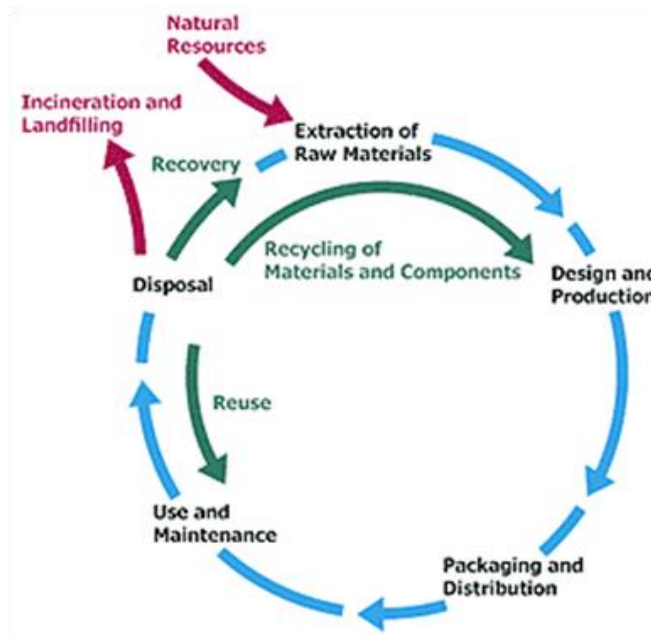 Natural
Resources
Incineration and
Landfilling
Extraction of
Raw Materials
Recovery
Recycling of
Materials and Components
Disposal
Design and
Production
Reuse
Use and
Maintenance
Packaging and
Distribution